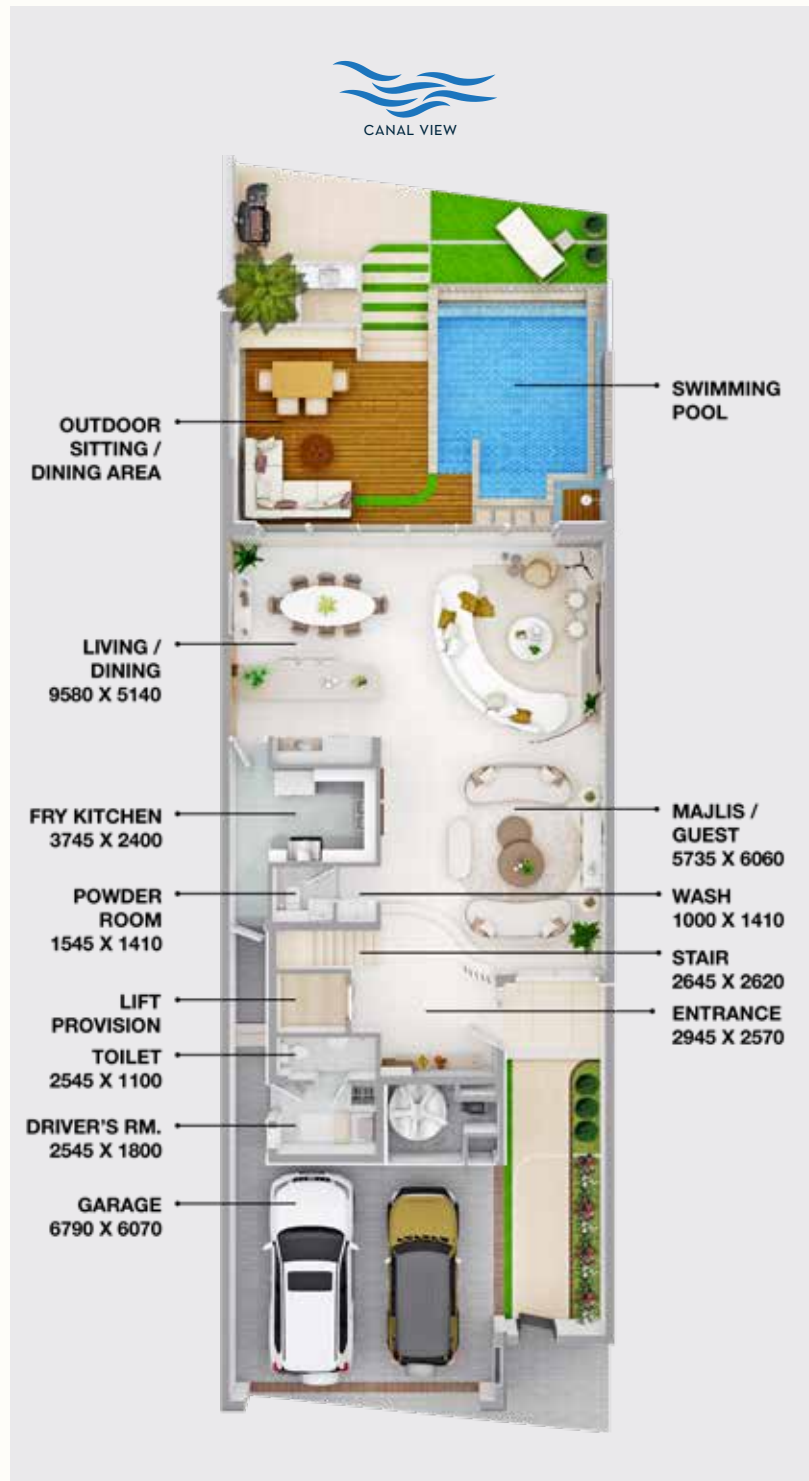 CANAL VIEW
OUTDOOR
SITTING /
DINING AREA
LIVING /
DINING
9580 X 5140
FRY KITCHEN
3745 X 2400
POWDER
ROOM
1545 X 1410
LIFT
PROVISION
TOILET
2545 X 1100
DRIVER'S RM.
2545 X 1800
GARAGE
6790 X 6070
SWIMMING
POOL
MAJLIS /
GUEST
5735 X 6060
WASH
1000 X 1410
STAIR
2645 X 2620
ENTRANCE
2945 X 2570